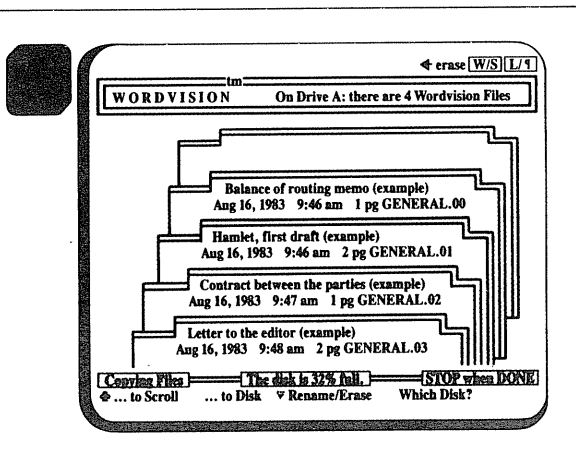 erase W/S L/¶
tm
WORDVISION On Drive A: there are 4 Wordvision Files
Balance of routing memo (example)
Aug 16, 1983 9:46 am 1 pg GENERAL.00
Hamlet, first draft (example)
Aug 16, 1983 9:46 am 2 pg GENERAL.01
Contract between the parties (example)
Aug 16, 1983 9:47 am 1 pg GENERAL.02
Letter to the editor (example)
Aug 16, 1983 9:48 am 2 pg GENERAL.03
Copying Files The disk is 32% full. STOP when DONE
... to Scroll ... to Disk Rename/Erase Which Disk?